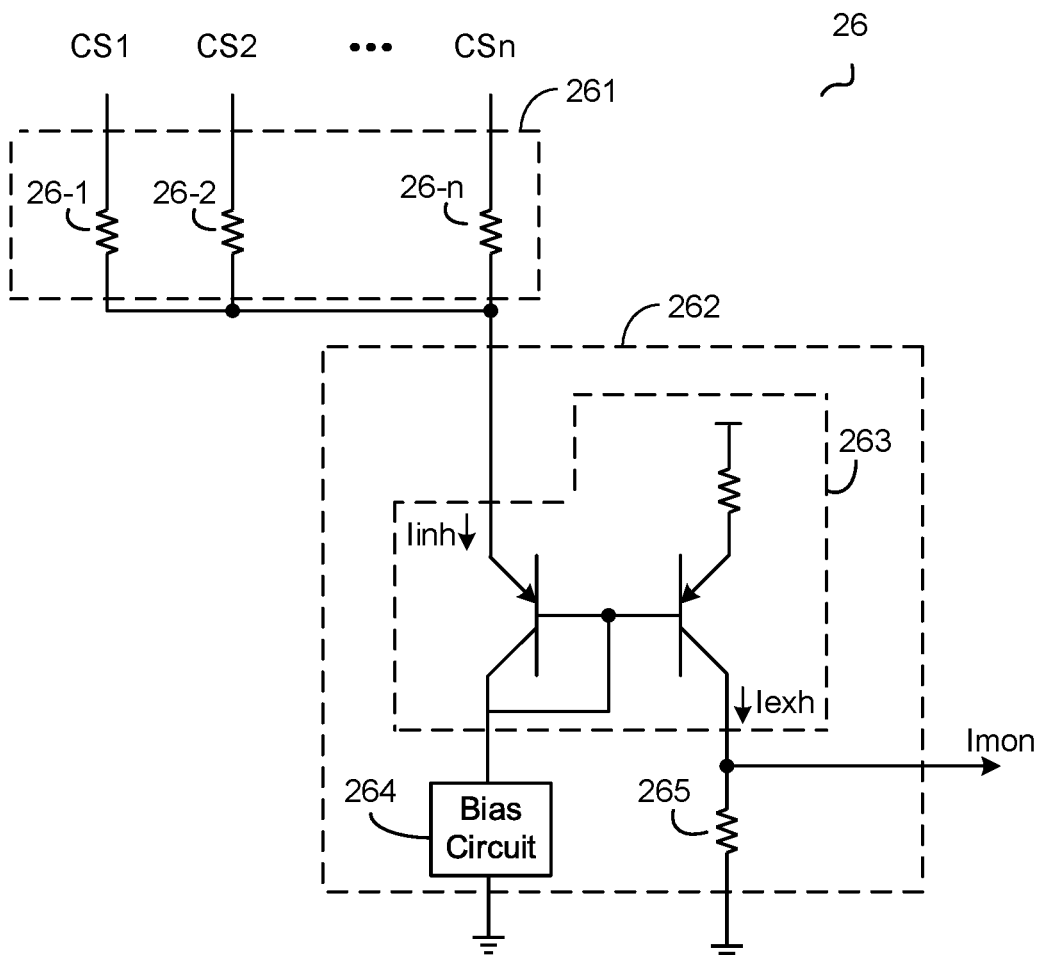 26
CS1 CS2 ••• CSn
261
26-1 26-2 26-n
262
263
Iinh
Iexh
Imon
264 Bias Circuit 265